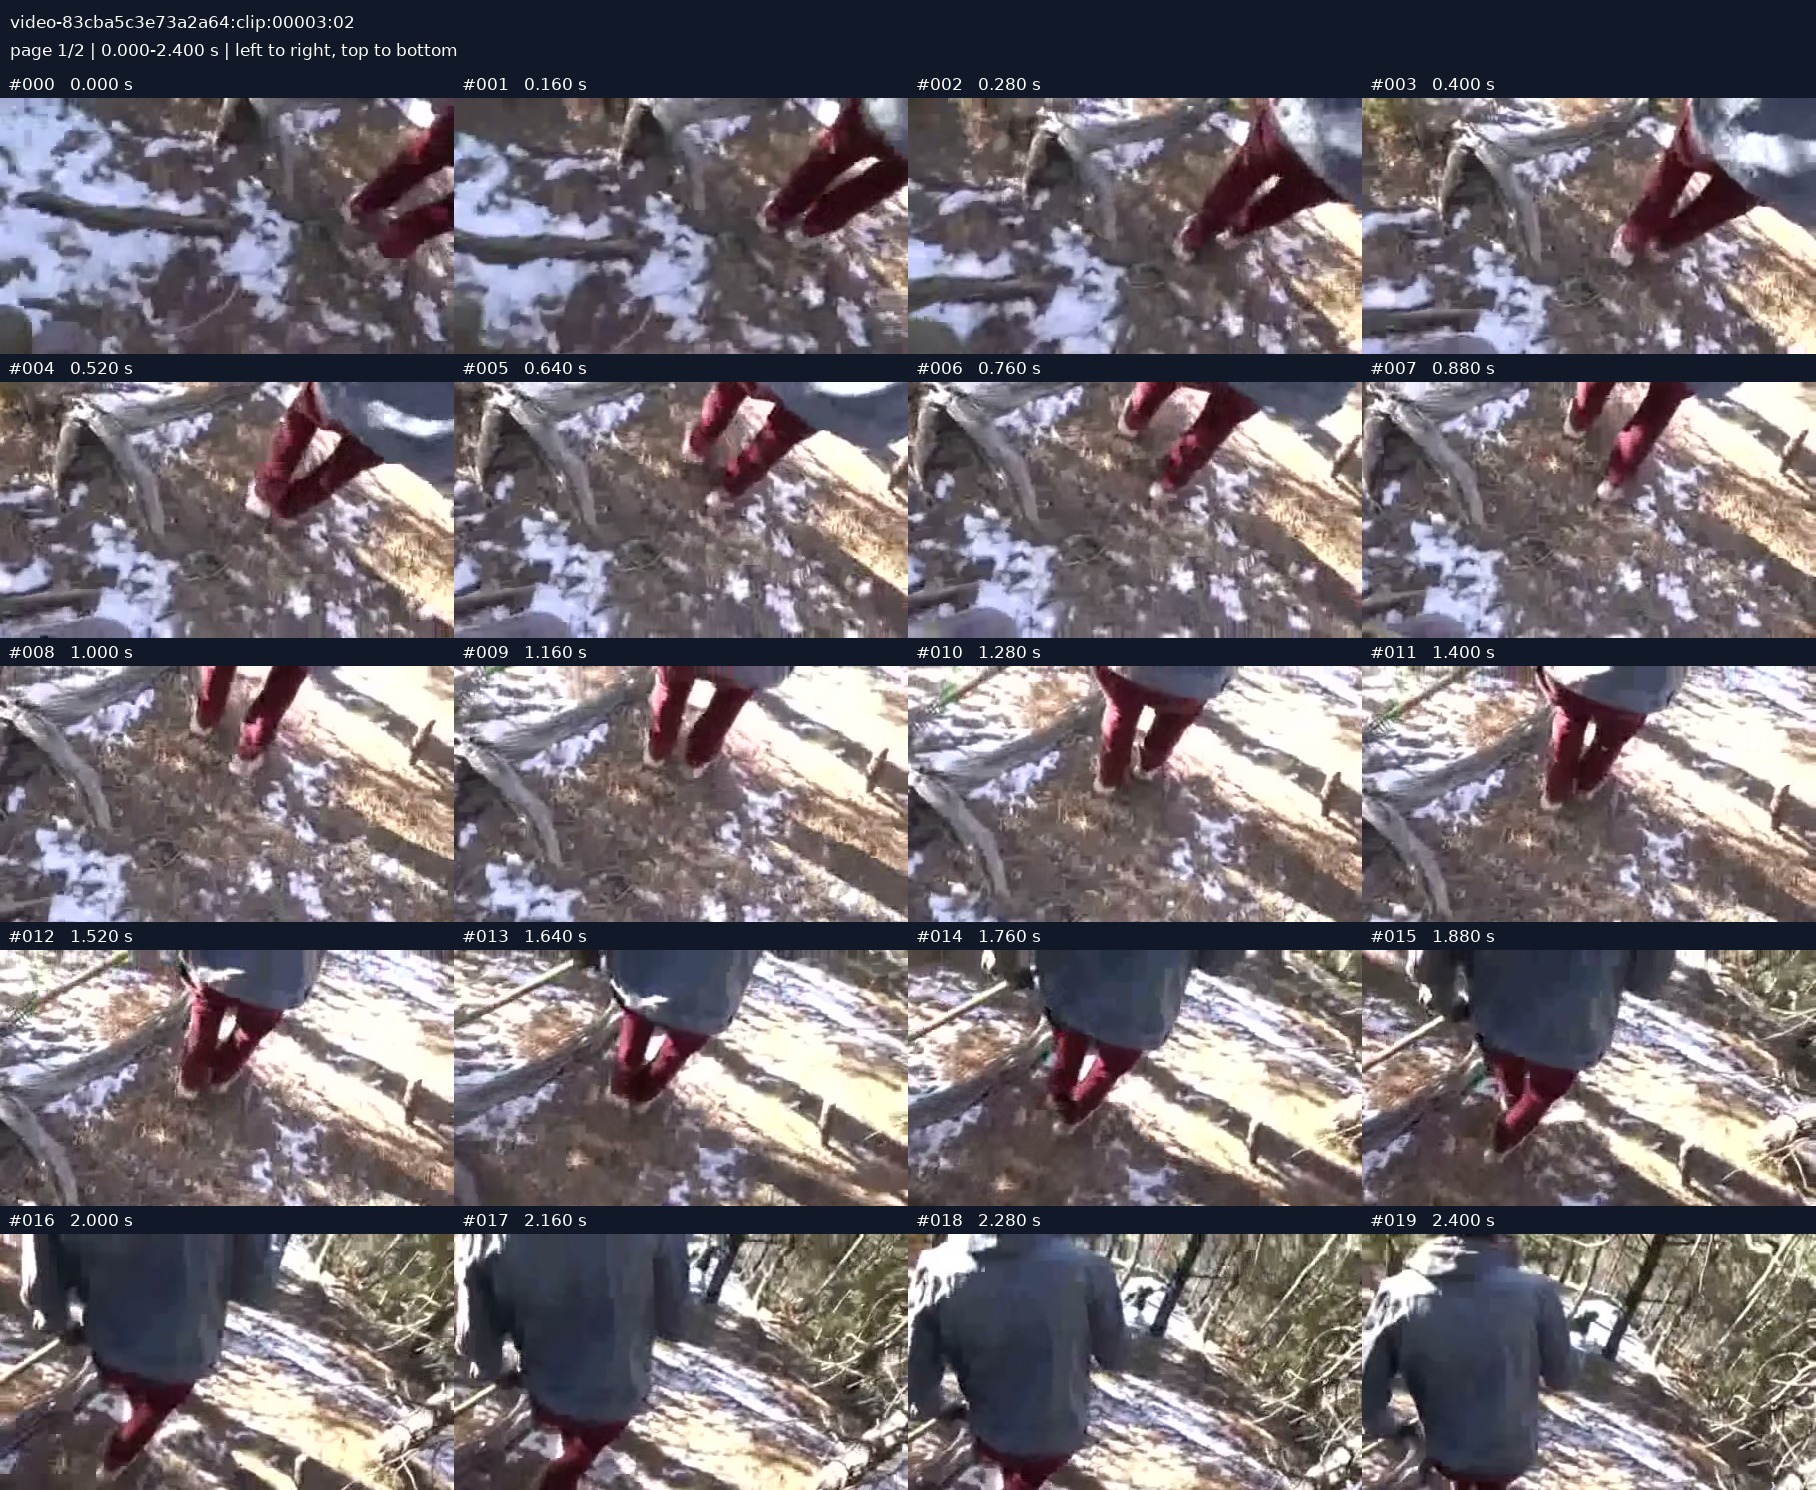 video-83cba5c3e73a2a64:clip:00003:02
page 1/2 | 0.000-2.400 s | left to right, top to bottom
#000 0.000 s
#001 0.160 s
#002 0.280 s
#003 0.400 s
#004 0.520 s
#005 0.640 s
#006 0.760 s
#007 0.880 s
#008 1.000 s
#009 1.160 s
#010 1.280 s
#011 1.400 s
#012 1.520 s
#013 1.640 s
#014 1.760 s
#015 1.880 s
#016 2.000 s
#017 2.160 s
#018 2.280 s
#019 2.400 s